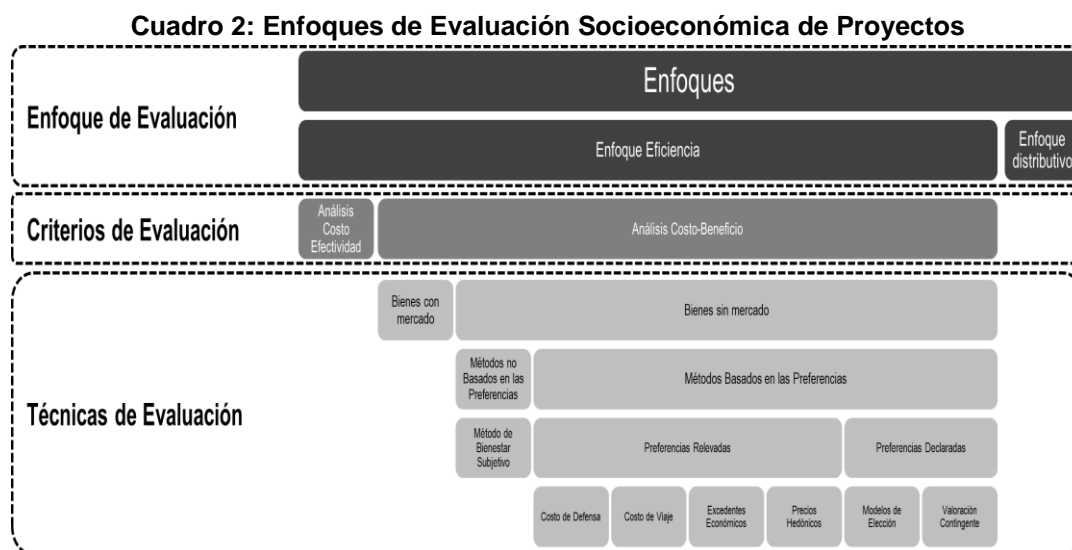 Cuadro 2: Enfoques de Evaluación Socioeconómica de Proyectos
Enfoque de Evaluación
Enfoques
Enfoque Eficiencia
Enfoque
distributivo
Criterios de Evaluación
Análisis
Costo
Efectividad
Análisis Costo-Beneficio
Técnicas de Evaluación
Bienes con
mercado
Bienes sin mercado
Métodos no
Basados en las
Preferencias
Métodos Basados en las Preferencias
Método de
Bienestar
Subjetivo
Preferencias Relevadas
Preferencias Declaradas
Costo de Defensa
Costo de Viaje
Excedentes
Económicos
Precios
Hedónicos
Modelos de
Elección
Valoración
Contingente